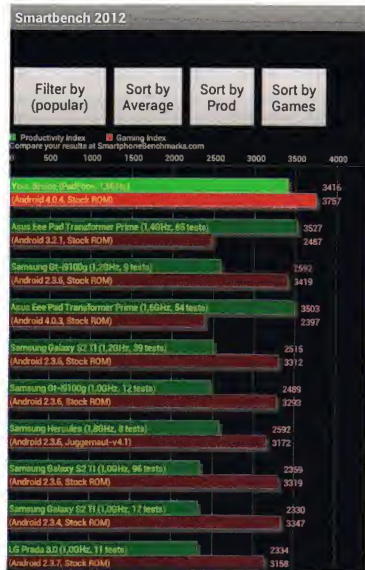 Smartbench 2012
Filter by (popular)
Sort by Average
Sort by Prod
Sort by Games
Productivity Index Gaming Index
Compare your results at SmartphoneBenchmarks.com
0 500 1000 1500 2000 2500 3000 3500 4000
Your device (PadFone,
3416
(Android 4.0.4, Stock ROM)
3757
Asus Eee Pad Transformer Prime (1,4GHz, 65 tests)
3527
(Android 3.2.1, Stock ROM)
2487
Samsung Gt-i9100g (1,2GHz, 9 tests)
2592
(Android 2.3.6, Stock ROM)
3419
Asus Eee Pad Transformer Prime (1,6GHz, 54 tests)
3503
(Android 4.0.3, Stock ROM)
2397
Samsung Galaxy S2 TI (1,2GHz, 39 tests)
2515
(Android 2.3.6, Stock ROM)
3312
Samsung Gt-i9100g (1,0GHz, 12 tests)
2489
(Android 2.3.6, Stock ROM)
3293
Samsung Hercules (1,8GHz, 8 tests)
2592
(Android 2.3.6, Juggernaut-v4.1)
3172
Samsung Galaxy S2 TI (1,0GHz, 96 tests)
2359
(Android 2.3.6, Stock ROM)
3319
Samsung Galaxy S2 TI (1,0GHz, 17 tests)
2330
(Android 2.3.4, Stock ROM)
3347
LG Prada 3.0 (1,0GHz, 11 tests)
2334
(Android 2.3.7, Stock ROM)
3158